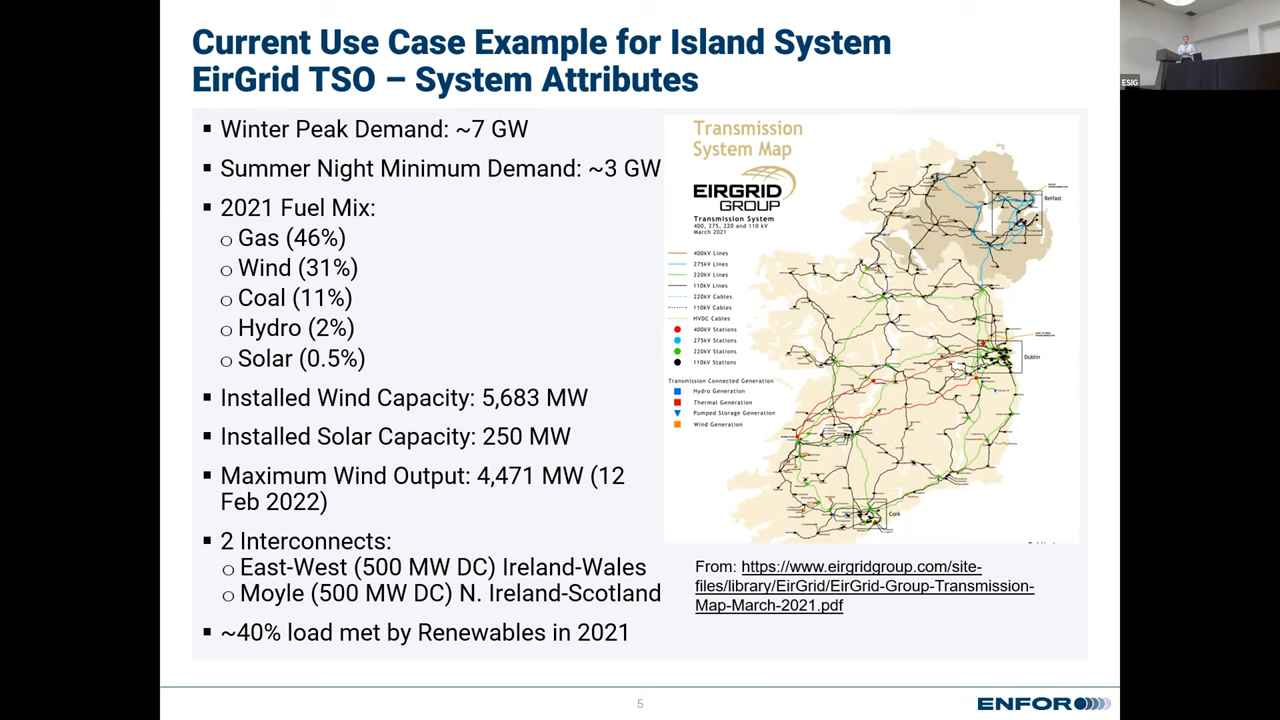 Current Use Case Example for Island System
EirGrid TSO – System Attributes
▪ Winter Peak Demand: ~7 GW
▪ Summer Night Minimum Demand: ~3 GW
▪ 2021 Fuel Mix:
o Gas (46%)
o Wind (31%)
o Coal (11%)
o Hydro (2%)
o Solar (0.5%)
▪ Installed Wind Capacity: 5,683 MW
▪ Installed Solar Capacity: 250 MW
▪ Maximum Wind Output: 4,471 MW (12
Feb 2022)
▪ 2 Interconnects:
o East-West (500 MW DC) Ireland-Wales
o Moyle (500 MW DC) N. Ireland-Scotland
▪ ~40% load met by Renewables in 2021
Transmission
System Map
EIRGRID
GROUP
Transmission System
400, 275, 220 and 110 kV
March 2021
400kV Lines
275kV Lines
220kV Lines
110kV Lines
220kV Cables
110kV Cables
HVDC Cables
400kV Stations
275kV Stations
220kV Stations
110kV Stations
Transmission Connected Generation
Hydro Generation
Thermal Generation
Pumped Storage Generation
Wind Generation
Belfast
Dublin
Cork
From: https://www.eirgridgroup.com/site-
files/library/EirGrid/EirGrid-Group-Transmission-
Map-March-2021.pdf
5
ENFOR
ESIG